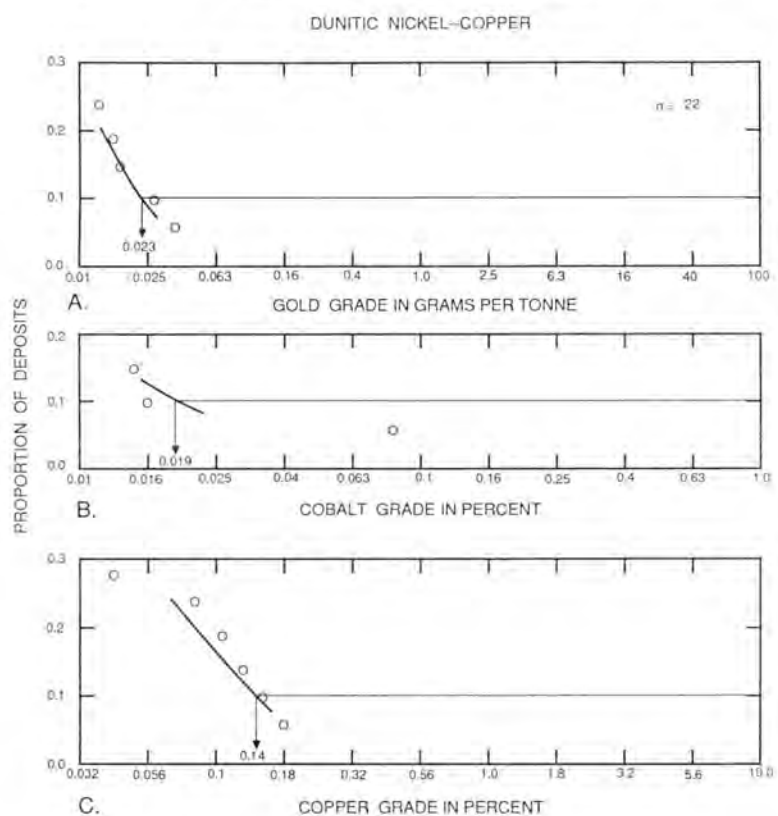 DUNITIC NICKEL–COPPER
PROPORTION OF DEPOSITS
0.3
0.2
0.1
0.0
n = 22
0.023
0.01 0.025 0.063 0.16 0.4 1.0 2.5 6.3 16 40 100
A. GOLD GRADE IN GRAMS PER TONNE
0.2
0.1
0.0
0.019
0.01 0.016 0.025 0.04 0.063 0.1 0.16 0.25 0.4 0.63 1.0
B. COBALT GRADE IN PERCENT
0.3
0.2
0.1
0.0
0.14
0.032 0.056 0.1 0.18 0.32 0.56 1.0 1.8 3.2 5.6 10.0
C. COPPER GRADE IN PERCENT